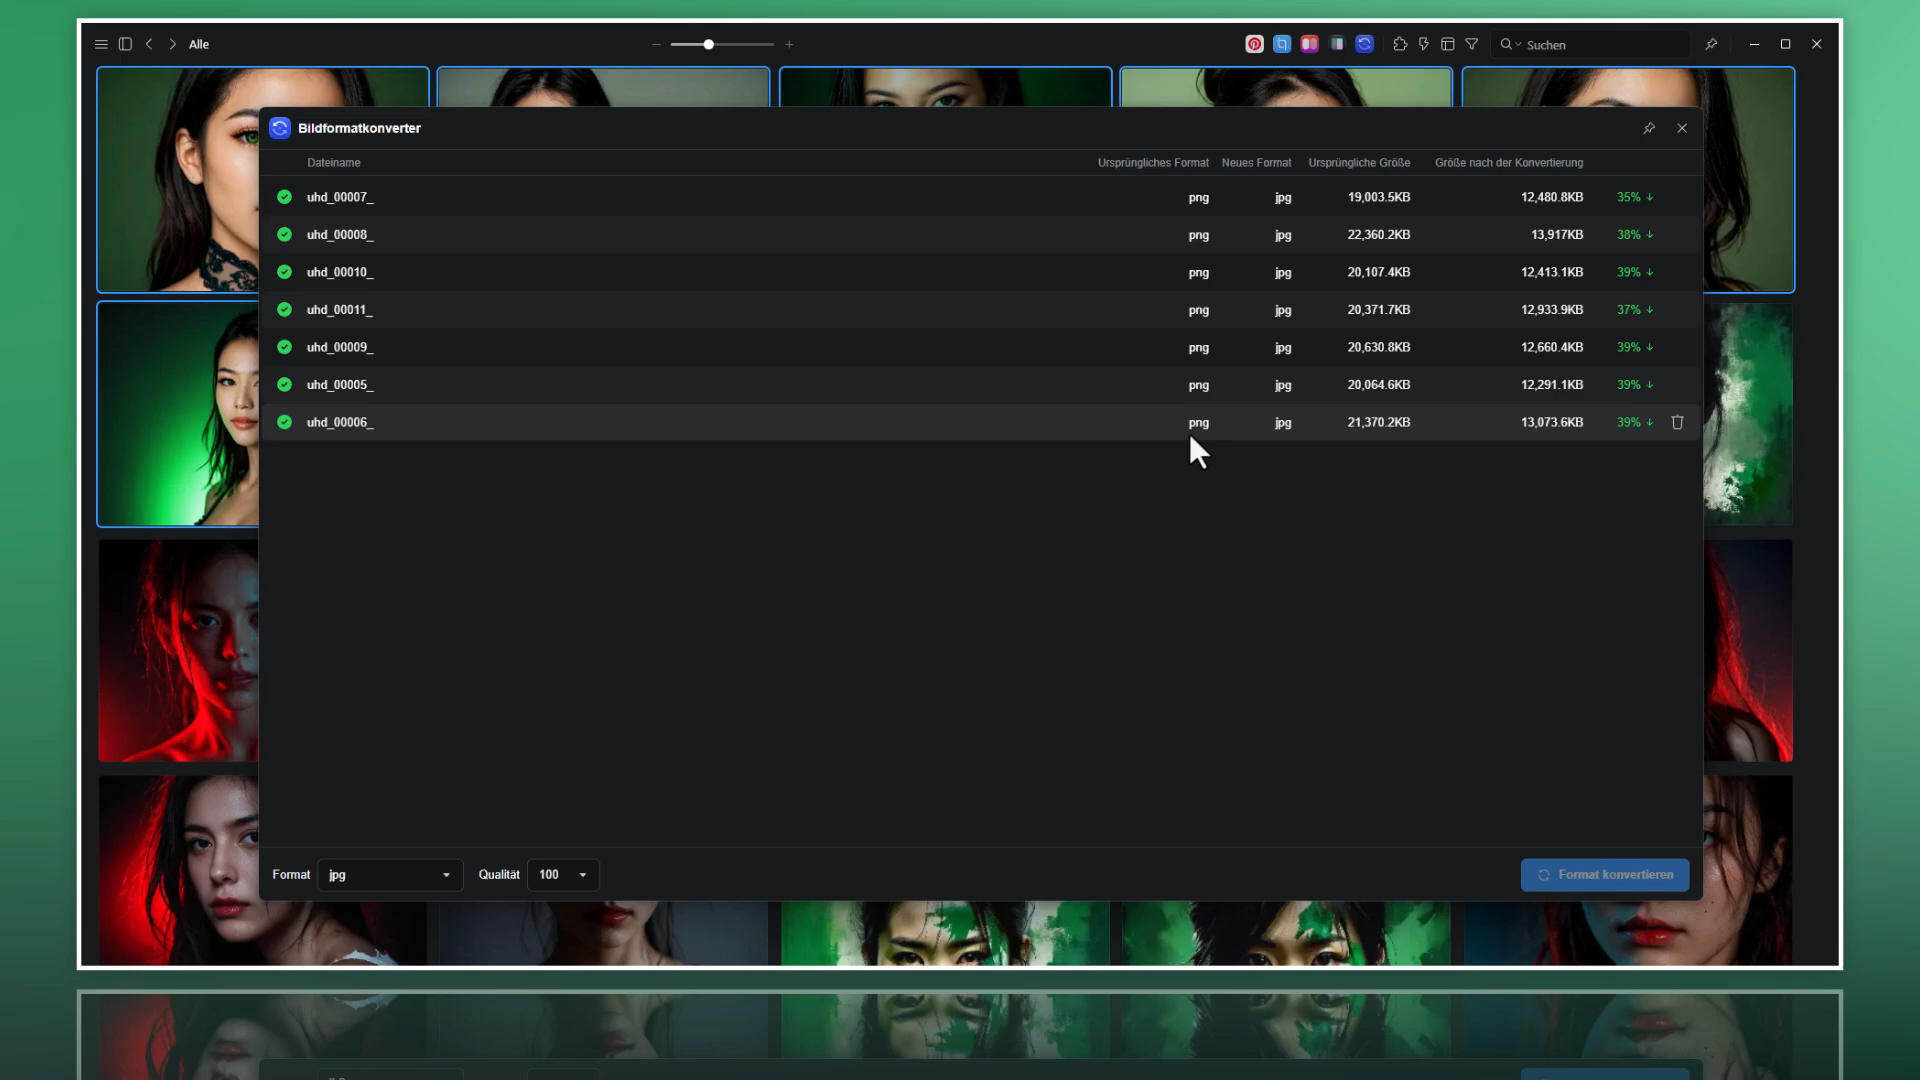 Alle
Suchen
Bildformatkonverter
Dateiname Ursprüngliches Format Neues Format Ursprüngliche Größe Größe nach der Konvertierung
uhd_00007_ png jpg 19,003.5KB 12,480.8KB 35% ↓
uhd_00008_ png jpg 22,360.2KB 13,917KB 38% ↓
uhd_00010_ png jpg 20,107.4KB 12,413.1KB 39% ↓
uhd_00011_ png jpg 20,371.7KB 12,933.9KB 37% ↓
uhd_00009_ png jpg 20,630.8KB 12,660.4KB 39% ↓
uhd_00005_ png jpg 20,064.6KB 12,291.1KB 39% ↓
uhd_00006_ png jpg 21,370.2KB 13,073.6KB 39% ↓
Format jpg Qualität 100 Format konvertieren